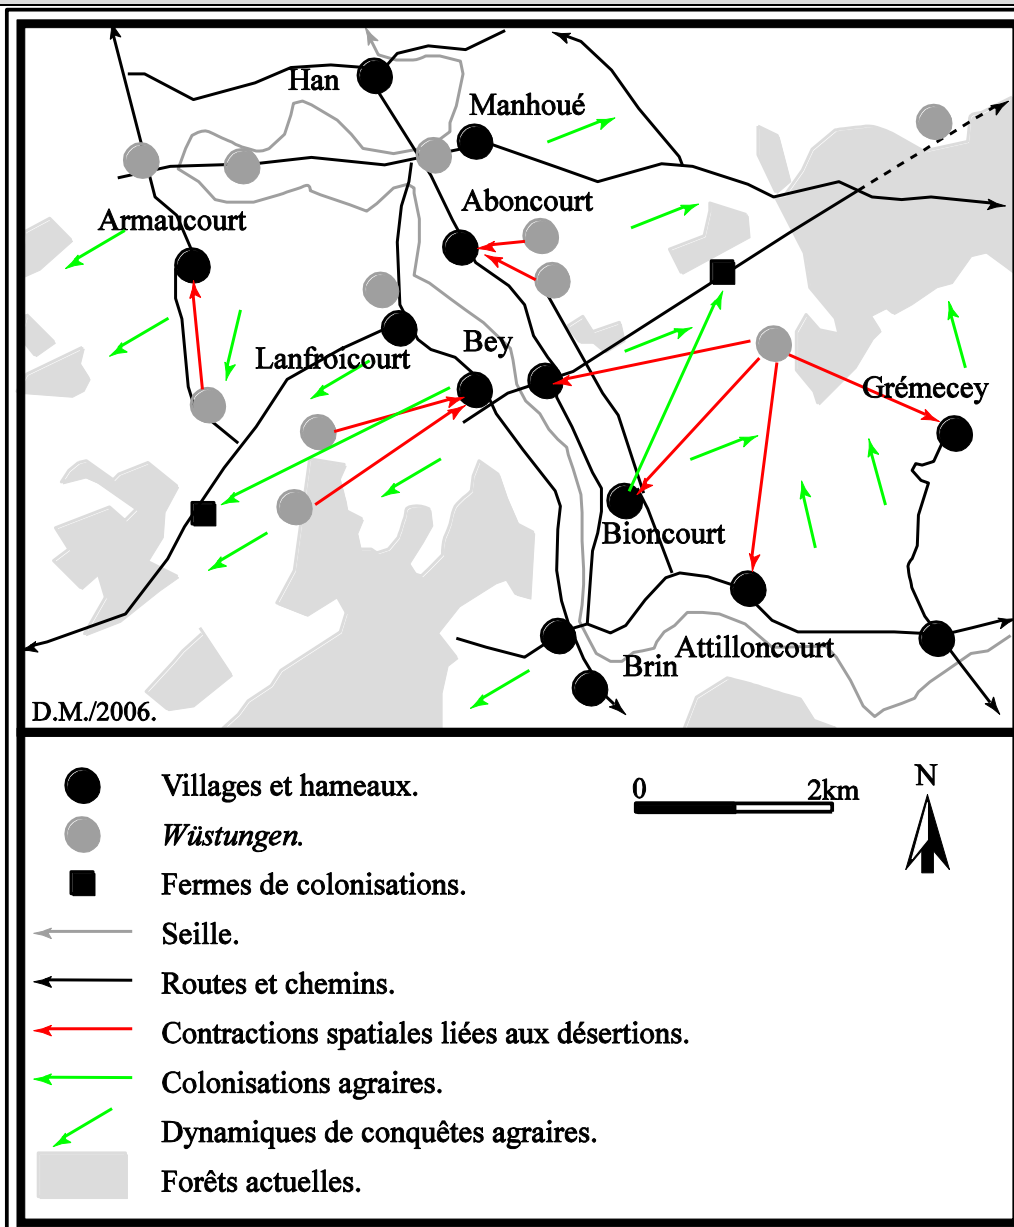 Han
Manhoué
Aboncourt
Armaucourt
Bey
Lanfroicourt
Grémecey
Bioncourt
Attilloncourt
Brin
D.M./2006.
Villages et hameaux.
0 2km
N
Wüstungen.
Fermes de colonisations.
Seille.
Routes et chemins.
Contractions spatiales liées aux désertions.
Colonisations agraires.
Dynamiques de conquêtes agraires.
Forêts actuelles.